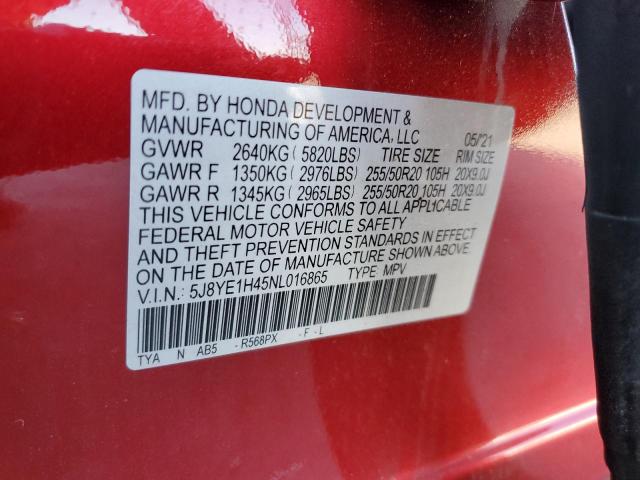 MFD. BY HONDA DEVELOPMENT &
MANUFACTURING OF AMERICA, LLC 05/'21
GVWR 2640KG ( 5820LBS) TIRE SIZE RIM SIZE
GAWR F 1350KG ( 2976LBS) 255/50R20 105H 20X9.0J
GAWR R 1345KG ( 2965LBS) 255/50R20 105H 20X9.0J
THIS VEHICLE CONFORMS TO ALL APPLICABLE
FEDERAL MOTOR VEHICLE SAFETY
AND THEFT PREVENTION STANDARDS IN EFFECT
ON THE DATE OF MANUFACTURE SHOWN ABOVE.
V.I.N.: 5J8YE1H45NL016865 TYPE MPV
TYA N AB5 - R568PX - F - L